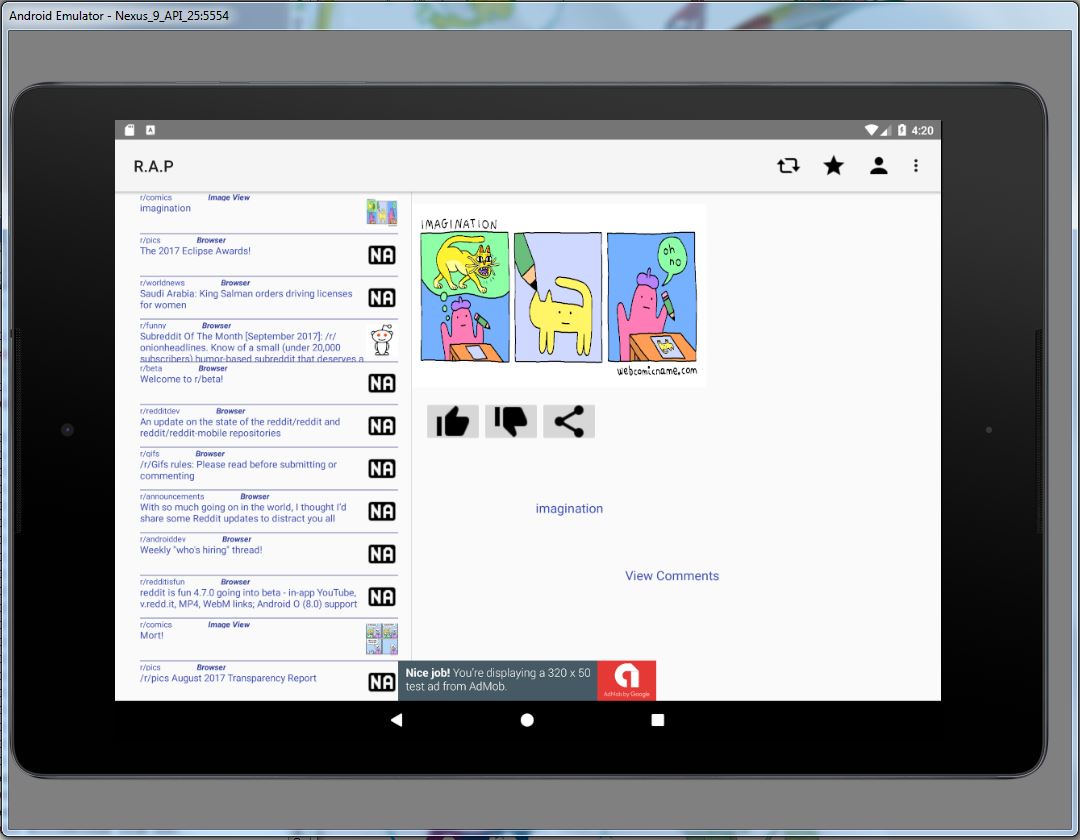 Android Emulator - Nexus_9_API_25:5554
4:20
R.A.P
r/comics Image View
imagination
NA
r/pics Browser
The 2017 Eclipse Awards!
NA
r/worldnews Browser
Saudi Arabia: King Salman orders driving licenses
for women
NA
r/funny Browser
Subreddit Of The Month [September 2017]: /r/
onionheadlines. Know of a small (under 20,000
subscribers) humor-based subreddit that deserves a
r/beta Browser
Welcome to r/beta!
NA
r/redditdev Browser
An update on the state of the reddit/reddit and
reddit/reddit-mobile repositories
NA
r/gifs Browser
/r/Gifs rules: Please read before submitting or
commenting
NA
r/announcements Browser
With so much going on in the world, I thought I'd
share some Reddit updates to distract you all
NA
r/androiddev Browser
Weekly "who's hiring" thread!
NA
r/redditisfun Browser
reddit is fun 4.7.0 going into beta - in-app YouTube,
v.redd.it, MP4, WebM links; Android O (8.0) support
NA
r/comics Image View
Mort!
r/pics Browser
/r/pics August 2017 Transparency Report
NA
IMAGINATION
oh
no
webcomicname.com
imagination
View Comments
Nice job! You're displaying a 320 x 50
test ad from AdMob.
AdMob by Google